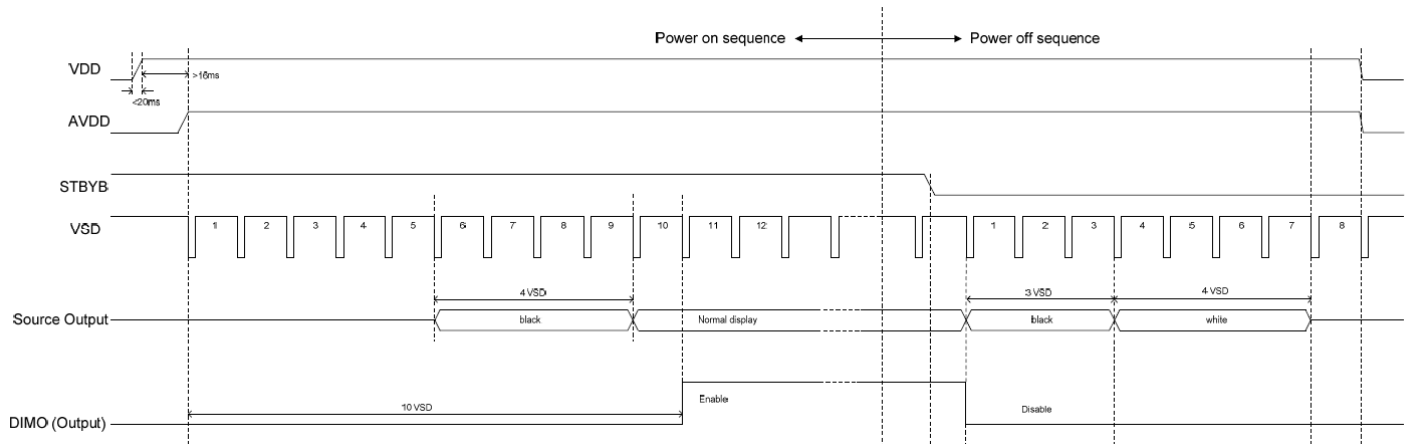 Power on sequence
Power off sequence
VDD
>16ms
<20ms
AVDD
STBYB
VSD
1 2 3 4 5 6 7 8 9 10 11 12 1 2 3 4 5 6 7 8
4 VSD 3 VSD 4 VSD
Source Output
black Normal display black white
Enable
10 VSD
Disable
DIMO (Output)